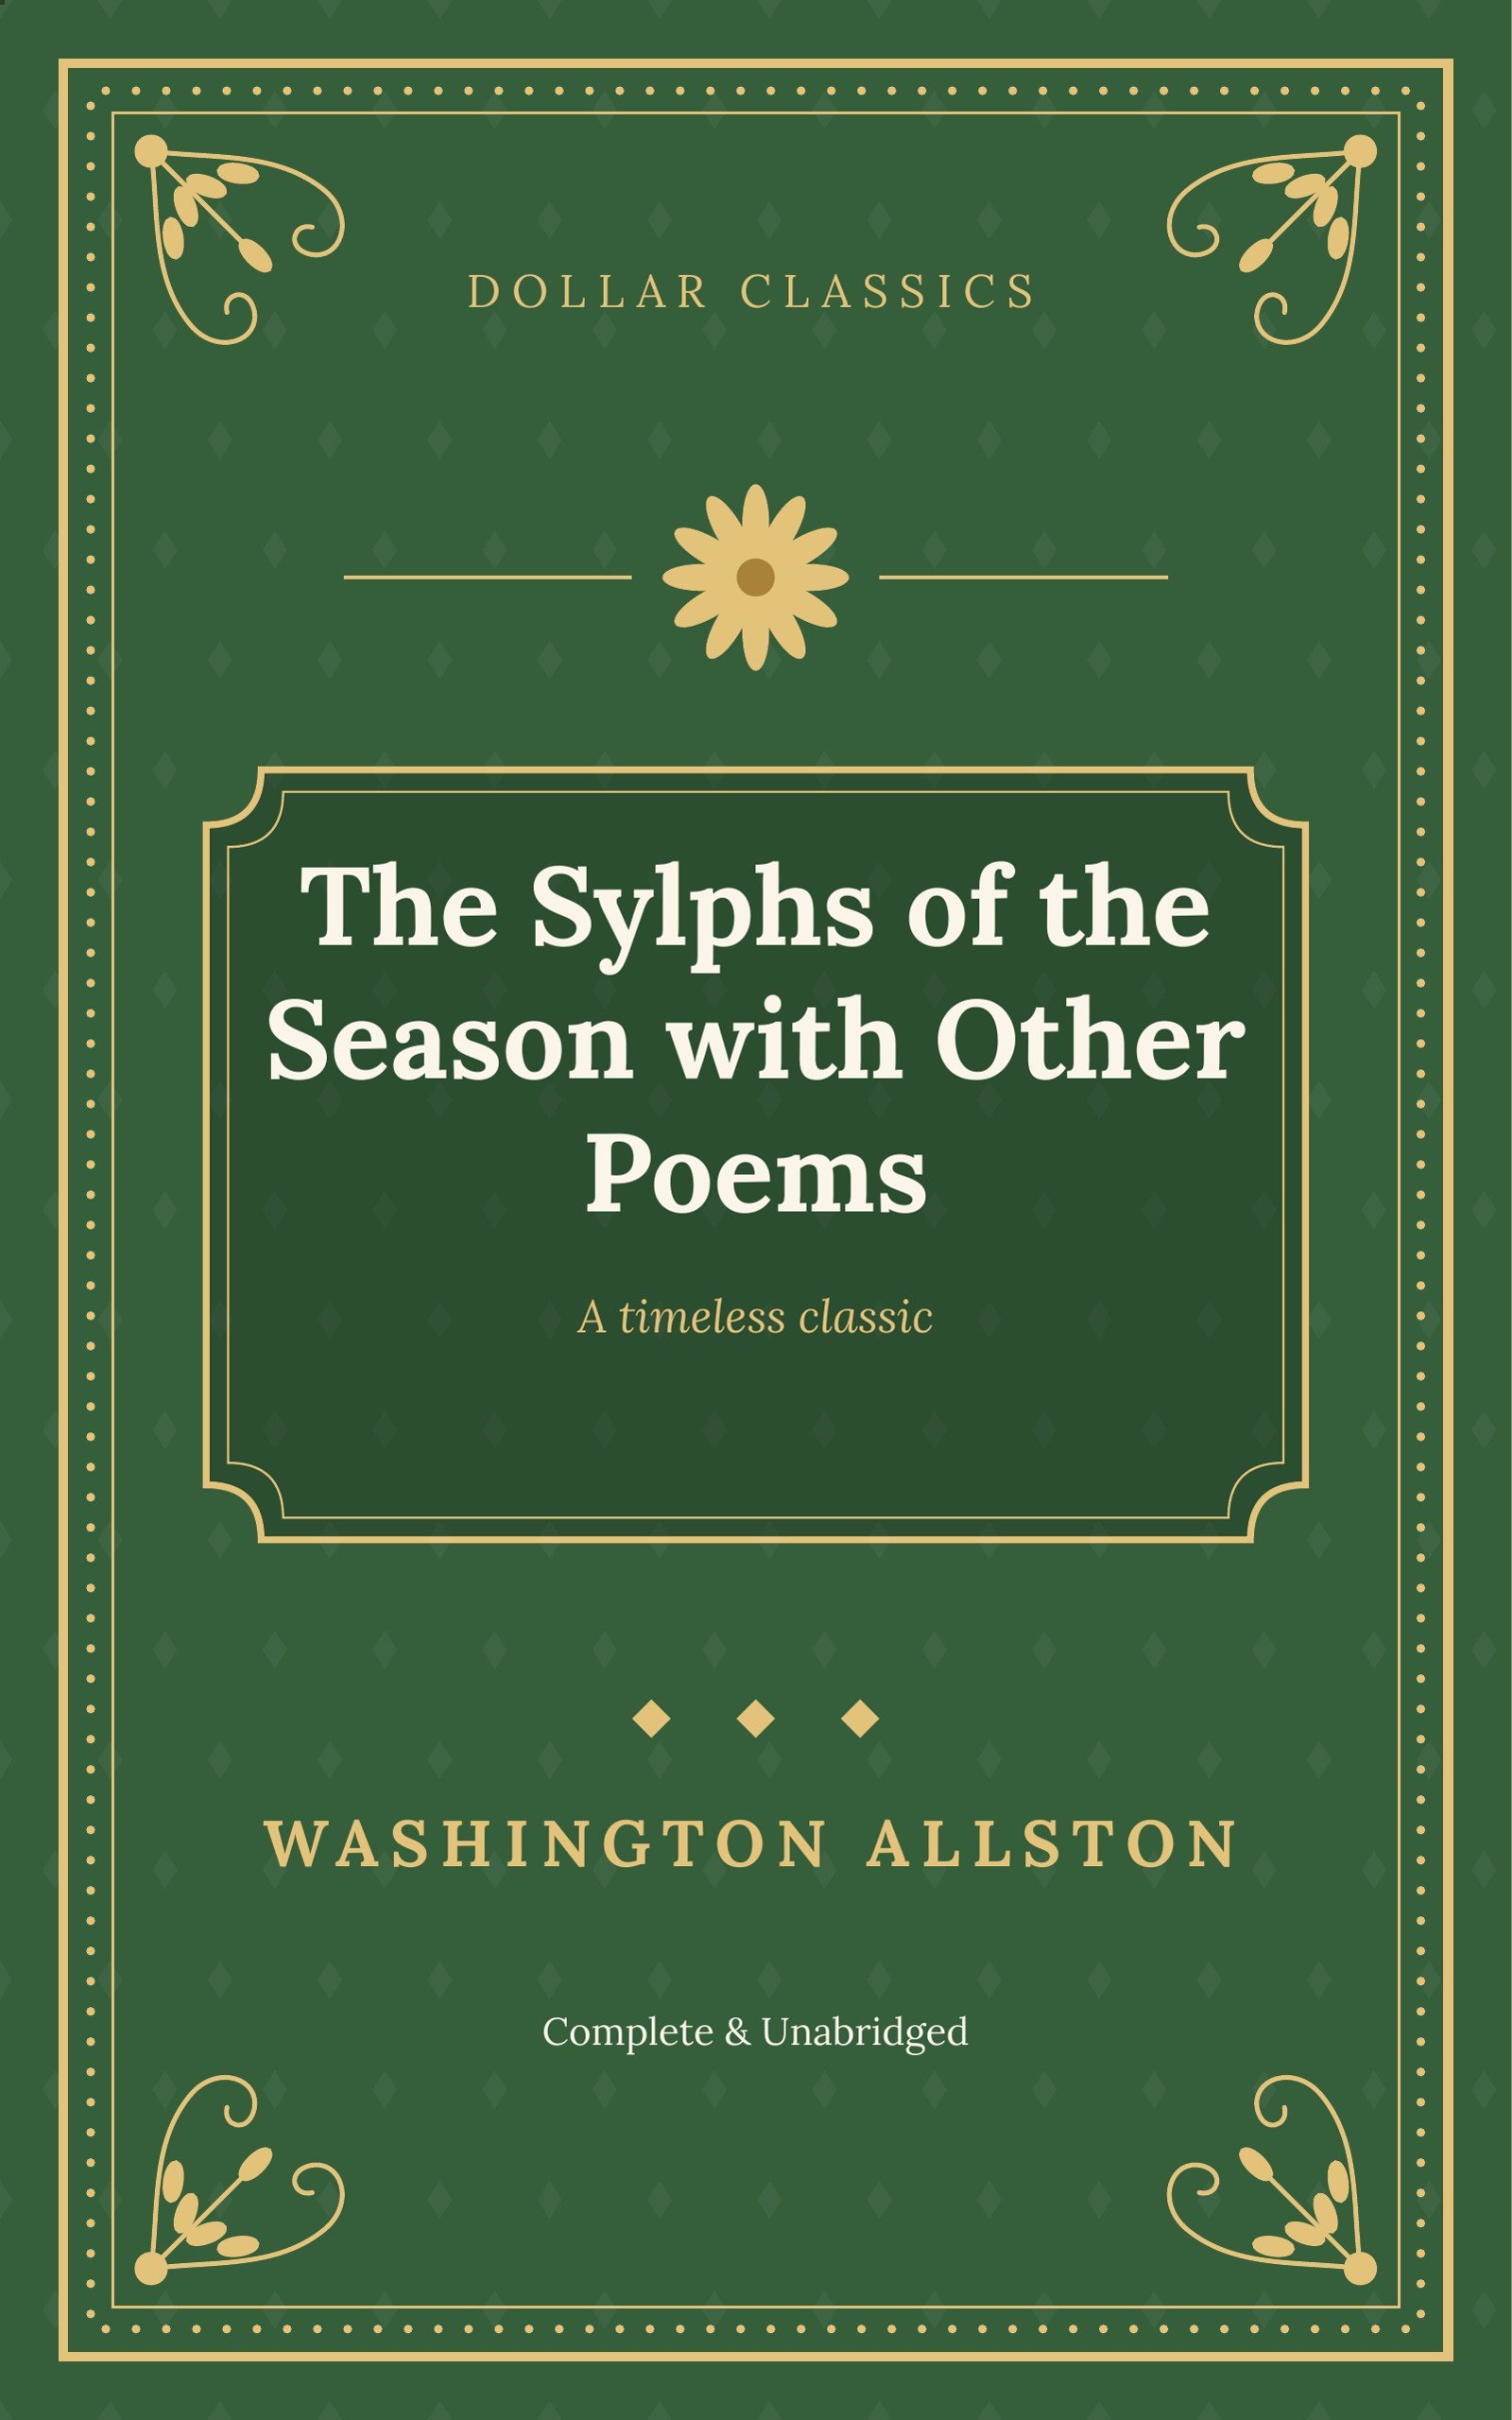 DOLLAR CLASSICS
The Sylphs of the
Season with Other
Poems
A timeless classic
WASHINGTON ALLSTON
Complete & Unabridged